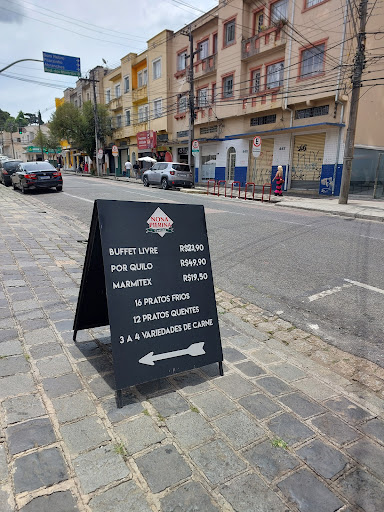 NONA
BUFFET LIVRE R$23,90
POR QUILO R$49,90
MARMITEX R$19,50
16 PRATOS FRIOS
12 PRATOS QUENTES
3 A 4 VARIEDADES DE CARNE